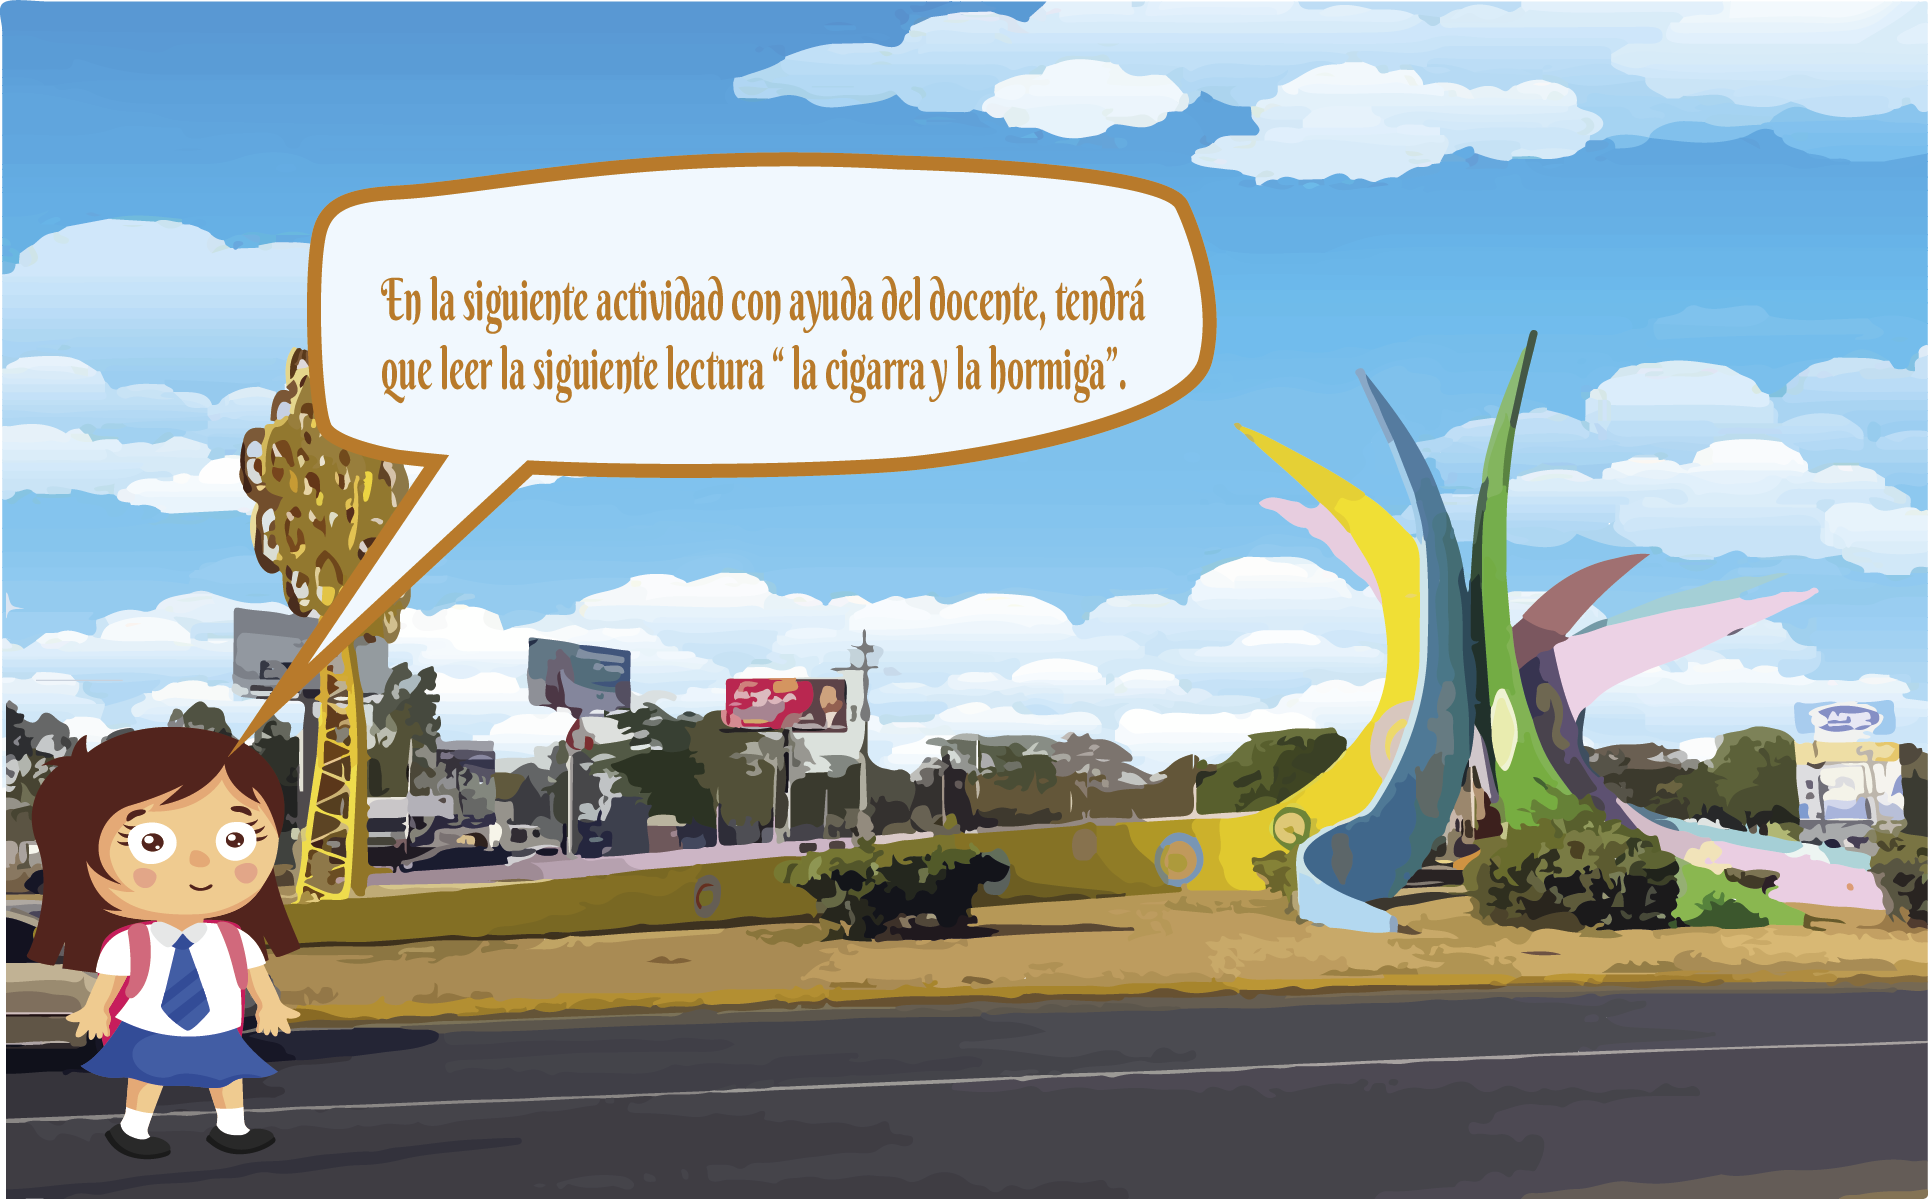 En la siguiente actividad con ayuda del docente, tendrá
que leer la siguiente lectura “ la cigarra y la hormiga”.